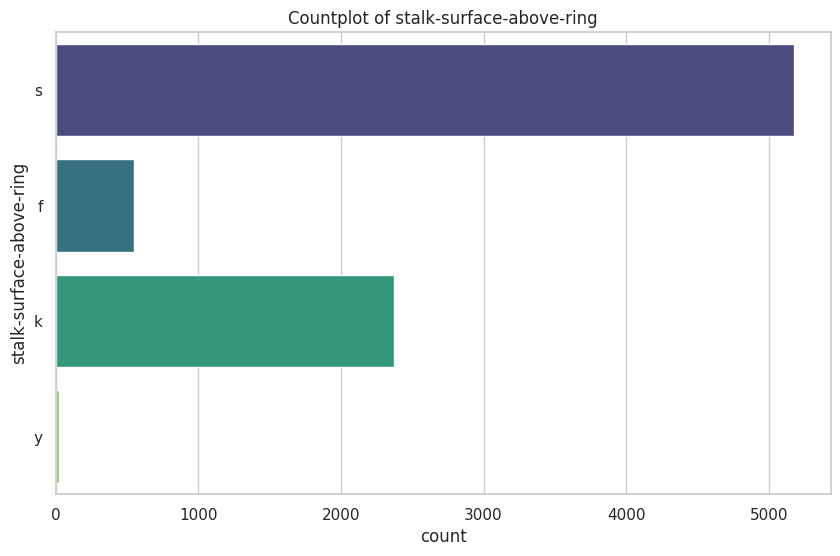 Countplot of stalk-surface-above-ring
stalk-surface-above-ring
s
f
k
y
0 1000 2000 3000 4000 5000
count